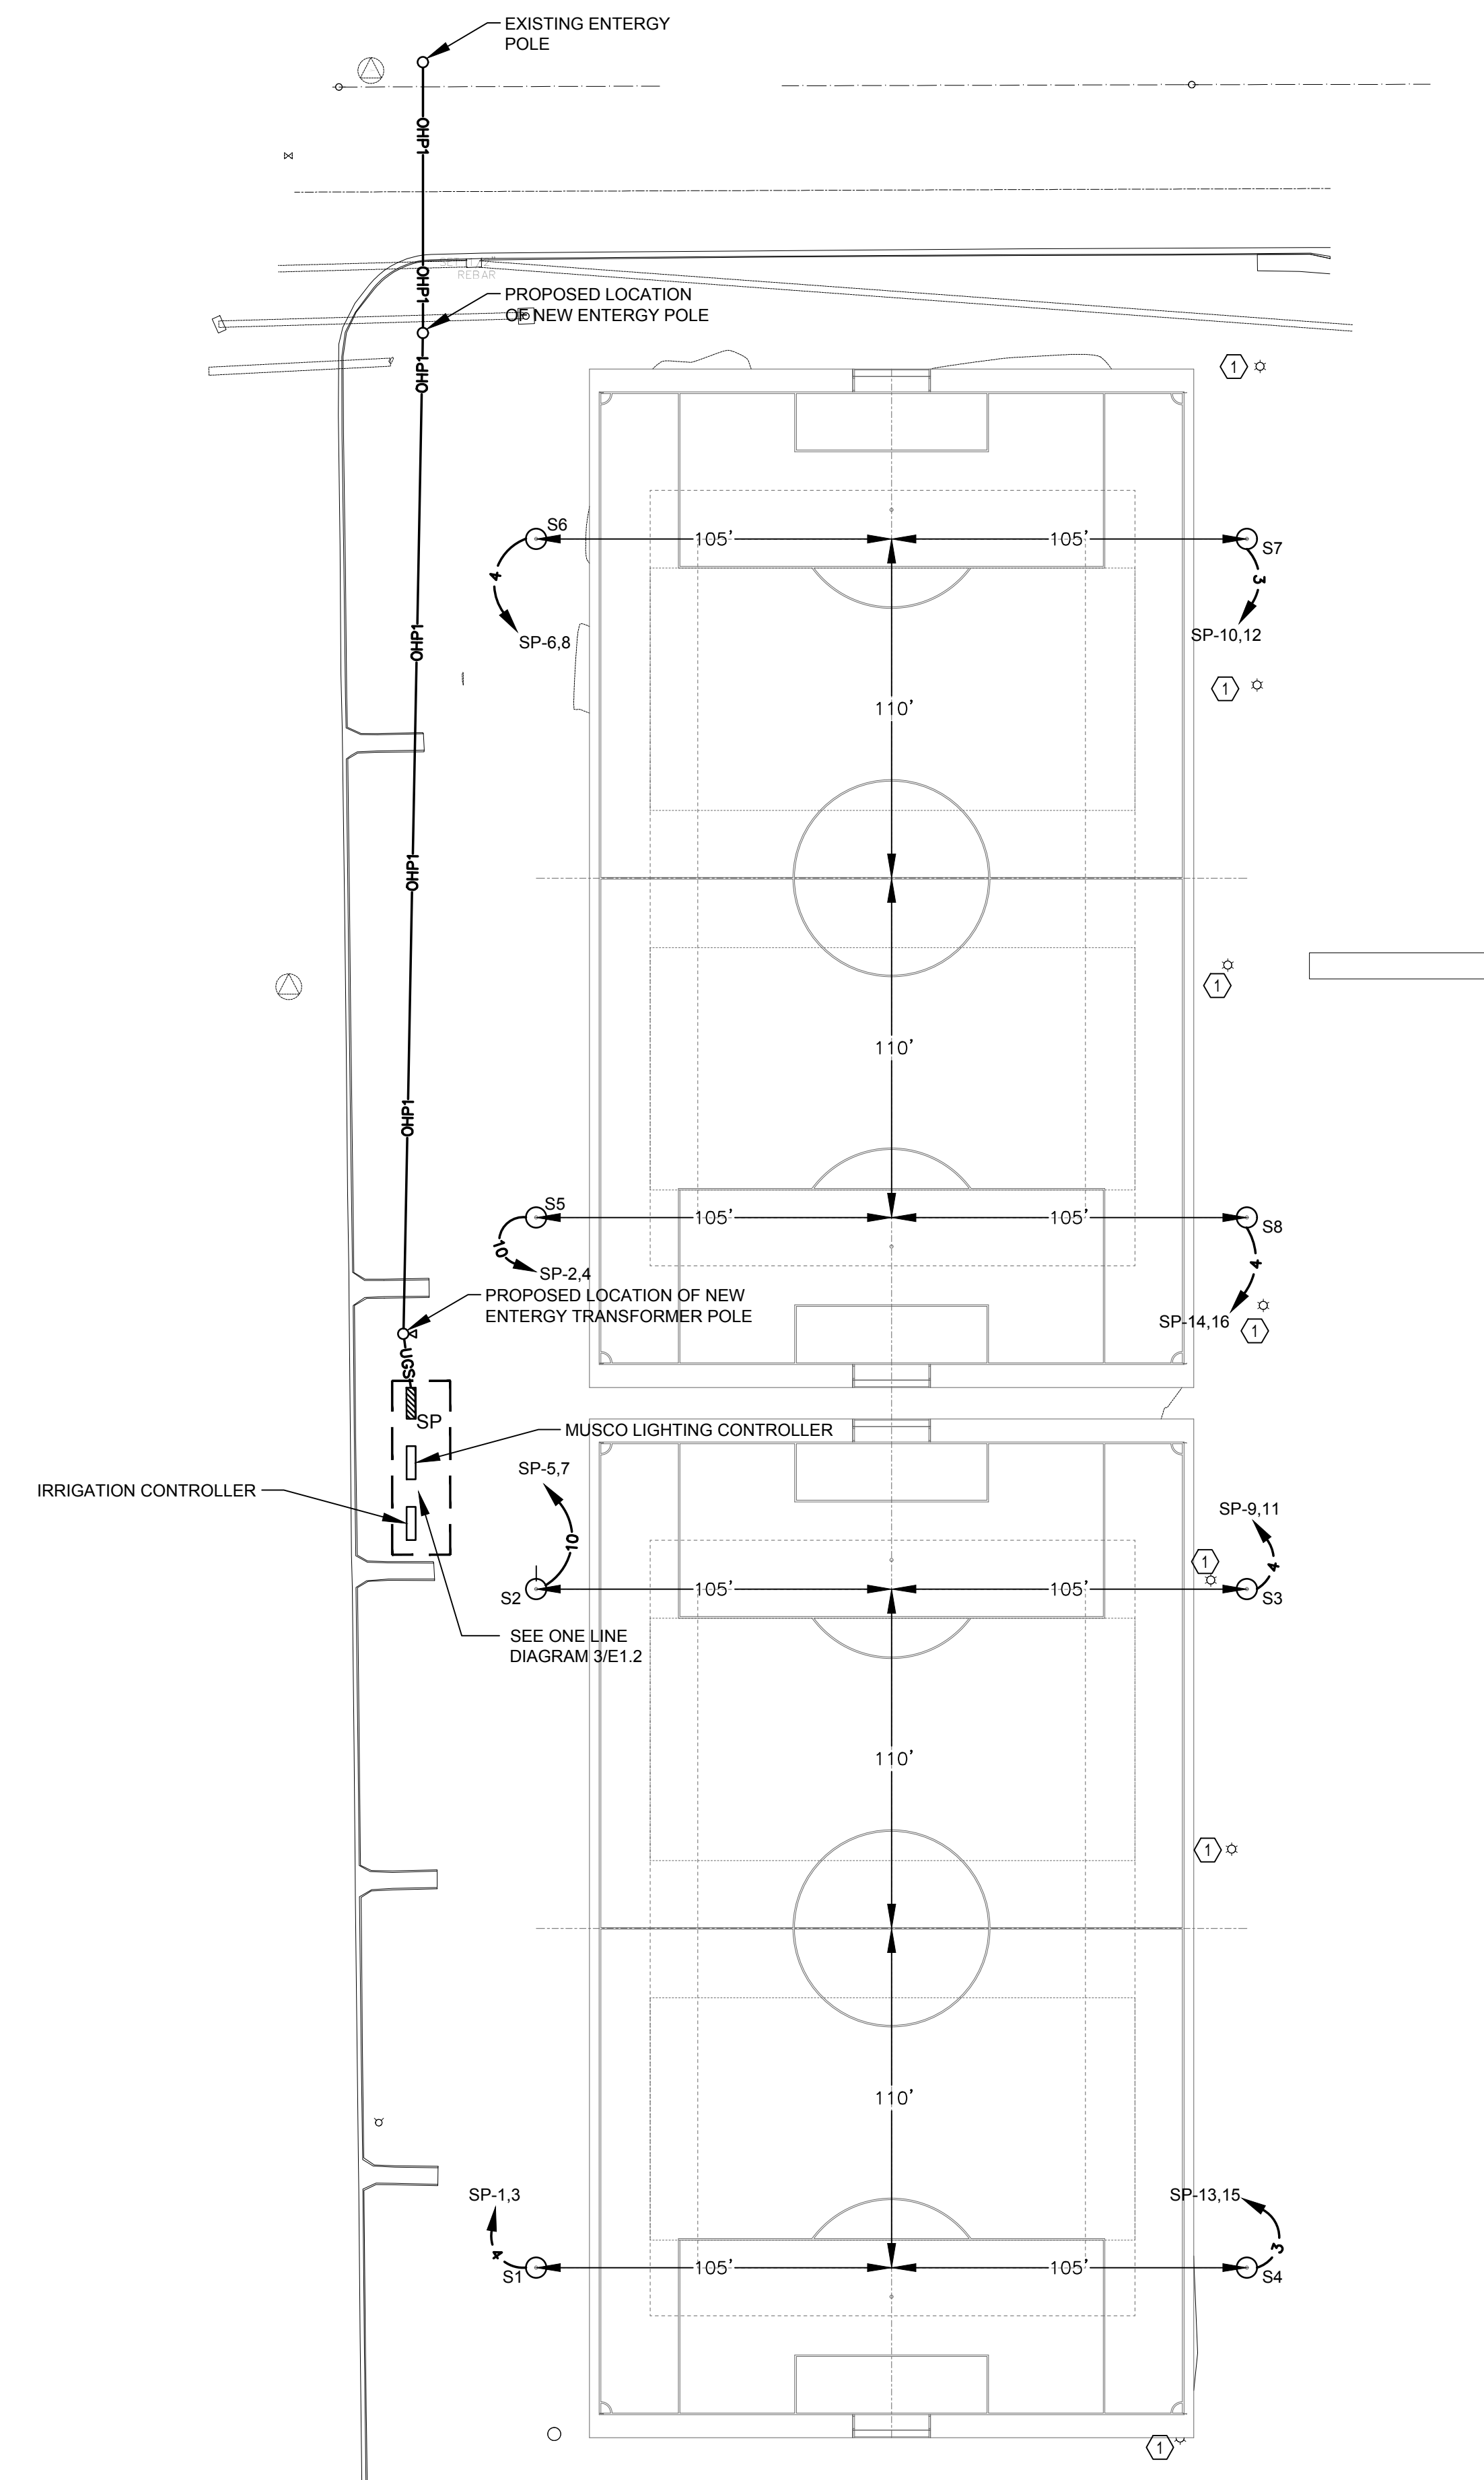 EXISTING ENTERGY
POLE
OHP1
OHP1
REBAR
PROPOSED LOCATION
OF NEW ENTERGY POLE
OHP1
1
S6
105'
105'
S7
4
3
SP-6,8
SP-10,12
OHP1
1
110'
OHP1
1
110'
OHP1
S5
105'
105'
S8
10
4
SP-2,4
PROPOSED LOCATION OF NEW
ENTERGY TRANSFORMER POLE
SP-14,16
1
UGS
SP
MUSCO LIGHTING CONTROLLER
SP-5,7
IRRIGATION CONTROLLER
SP-9,11
10
4
1
S2
105'
105'
S3
SEE ONE LINE
DIAGRAM 3/E1.2
110'
1
110'
SP-1,3
SP-13,15
4
3
S1
105'
105'
S4
1